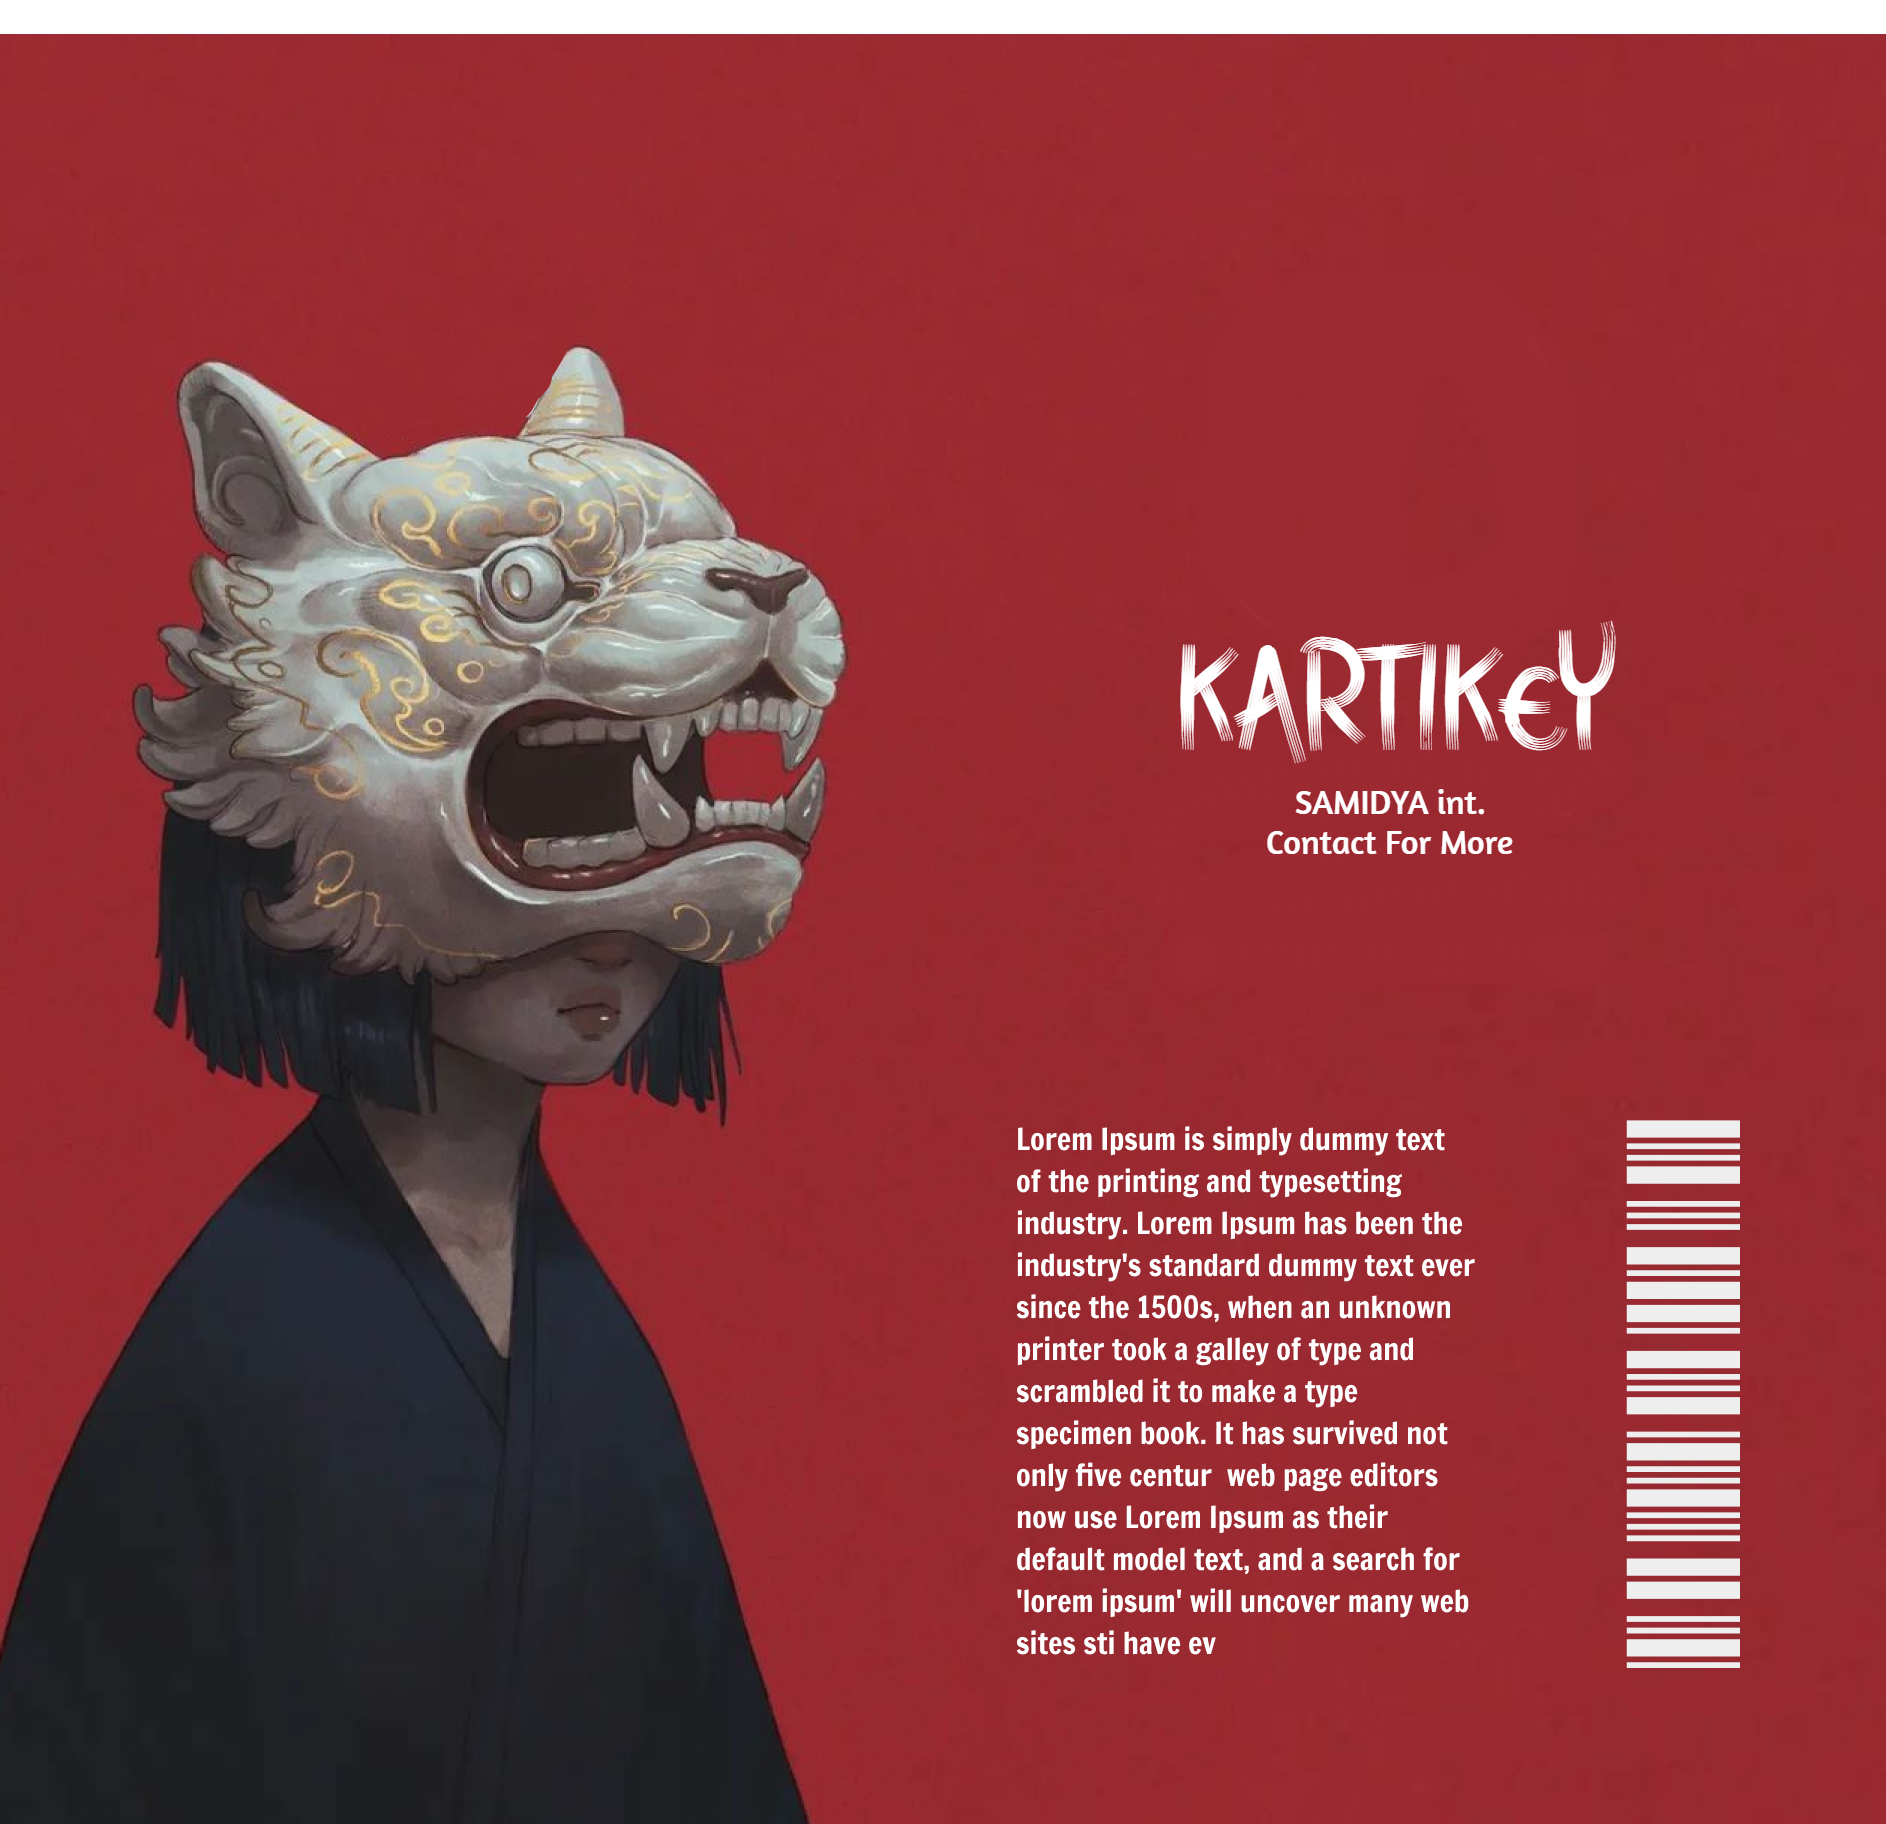 KARTIKEY
SAMIDYA int.
Contact For More
Lorem Ipsum is simply dummy text
of the printing and typesetting
industry. Lorem Ipsum has been the
industry's standard dummy text ever
since the 1500s, when an unknown
printer took a galley of type and
scrambled it to make a type
specimen book. It has survived not
only five centur  web page editors
now use Lorem Ipsum as their
default model text, and a search for
'lorem ipsum' will uncover many web
sites sti have ev